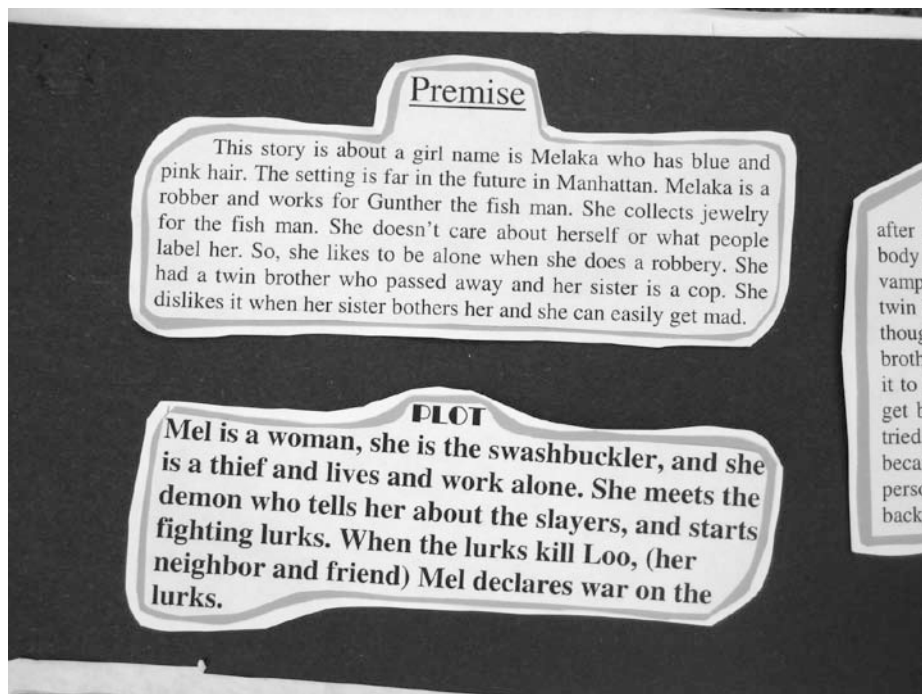 Premise
This story is about a girl name is Melaka who has blue and
pink hair. The setting is far in the future in Manhattan. Melaka is a
robber and works for Gunther the fish man. She collects jewelry
for the fish man. She doesn't care about herself or what people
label her. So, she likes to be alone when she does a robbery. She
had a twin brother who passed away and her sister is a cop. She
dislikes it when her sister bothers her and she can easily get mad.
PLOT
Mel is a woman, she is the swashbuckler, and she
is a thief and lives and work alone. She meets the
demon who tells her about the slayers, and starts
fighting lurks. When the lurks kill Loo, (her
neighbor and friend) Mel declares war on the
lurks.
after
body
twin
it to
get
tried
back